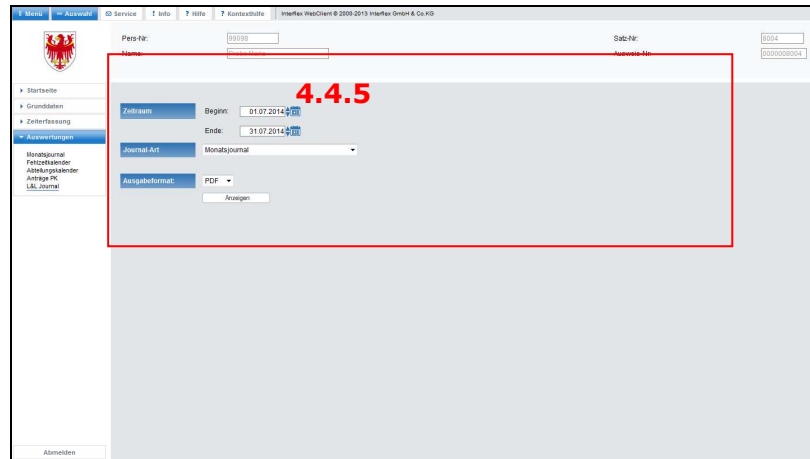 Menü Auswahl Service ! Info ? Hilfe ? Kontexthilfe Interflex WebClient © 2000-2013 Interflex GmbH & Co.KG
Pers-Nr: 99098 Satz-Nr: 8004
Name: Ausweis-Nr: 0000008004
Startseite
Grunddaten
Zeiterfassung
Auswertungen
Monatsjournal
Fehlzeitkalender
Abteilungskalender
Anträge PK
L&L Journal
4.4.5
Zeitraum Beginn: 01.07.2014
Ende: 31.07.2014
Journal-Art Monatsjournal
Ausgabeformat: PDF
Anzeigen
Abmelden